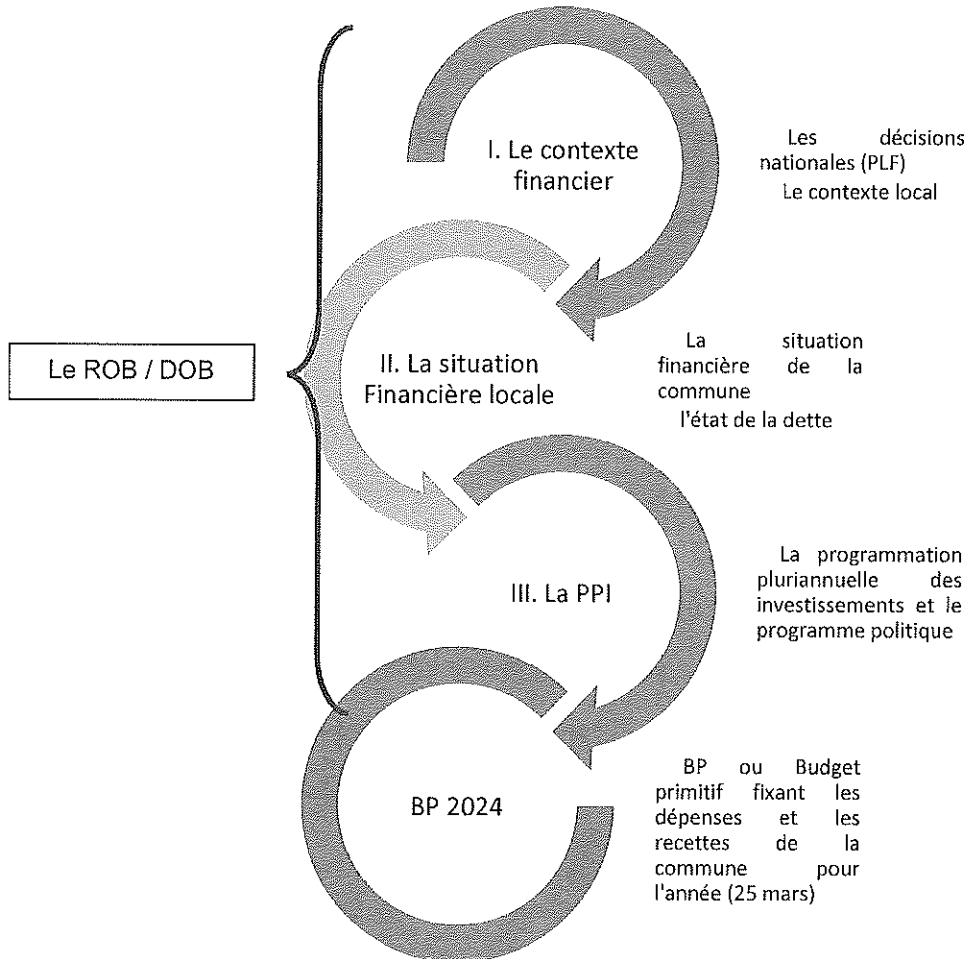 I. Le contexte
financier
Les décisions
nationales (PLF)
Le contexte local
Le ROB / DOB
II. La situation
Financière locale
La situation
financière de la
commune
l'état de la dette
III. La PPI
La programmation
pluriannuelle des
investissements et le
programme politique
BP 2024
BP ou Budget
primitif fixant les
dépenses et les
recettes de la
commune pour
l'année (25 mars)